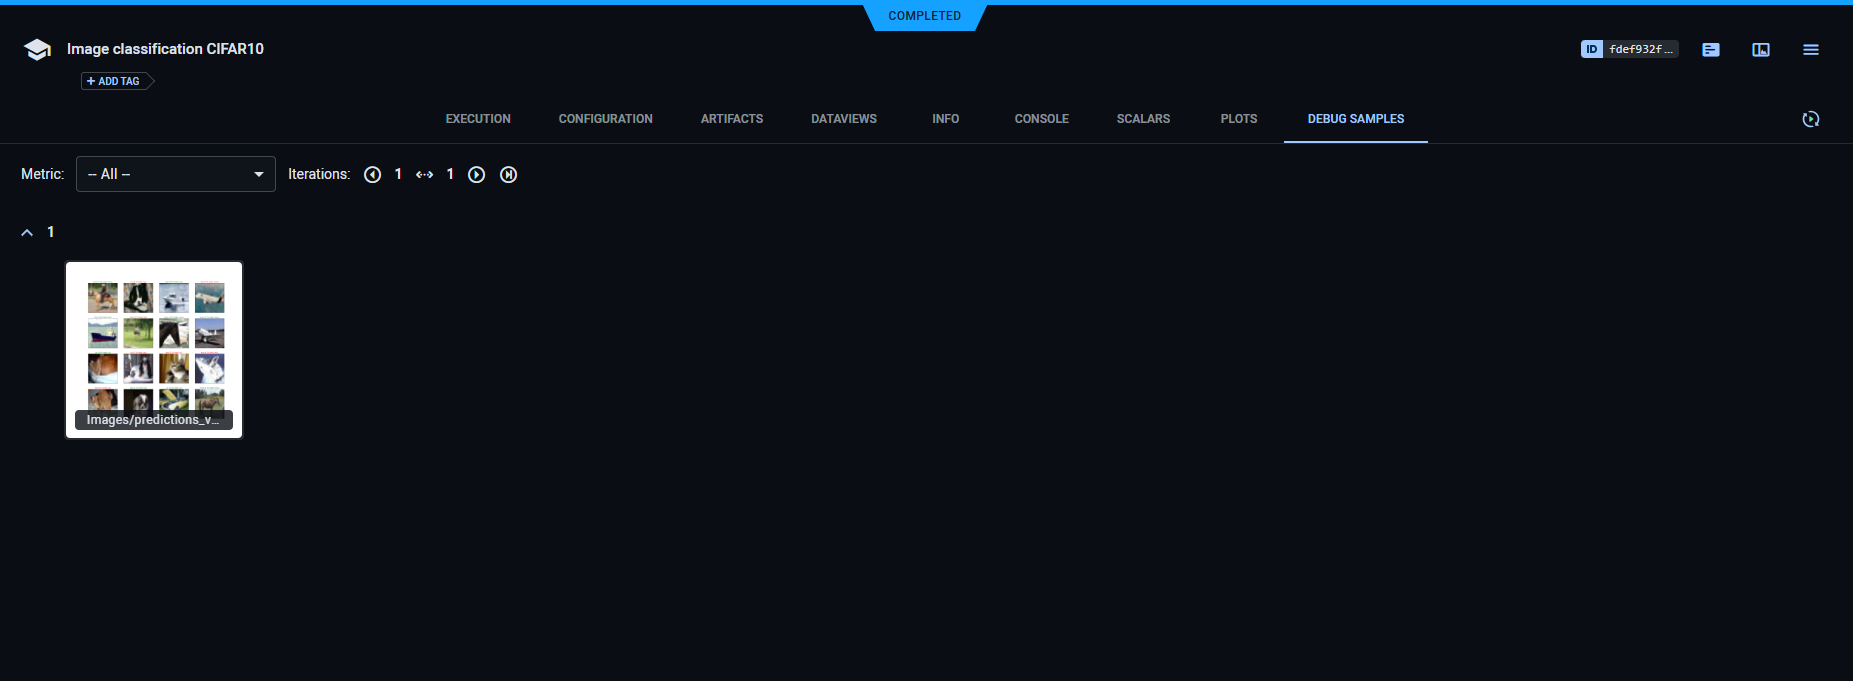 COMPLETED
Image classification CIFAR10
ID fdef932f...
+ ADD TAG
EXECUTION CONFIGURATION ARTIFACTS DATAVIEWS INFO CONSOLE SCALARS PLOTS DEBUG SAMPLES
Metric: -- All -- Iterations: 1 1
1
Images/predictions_v...